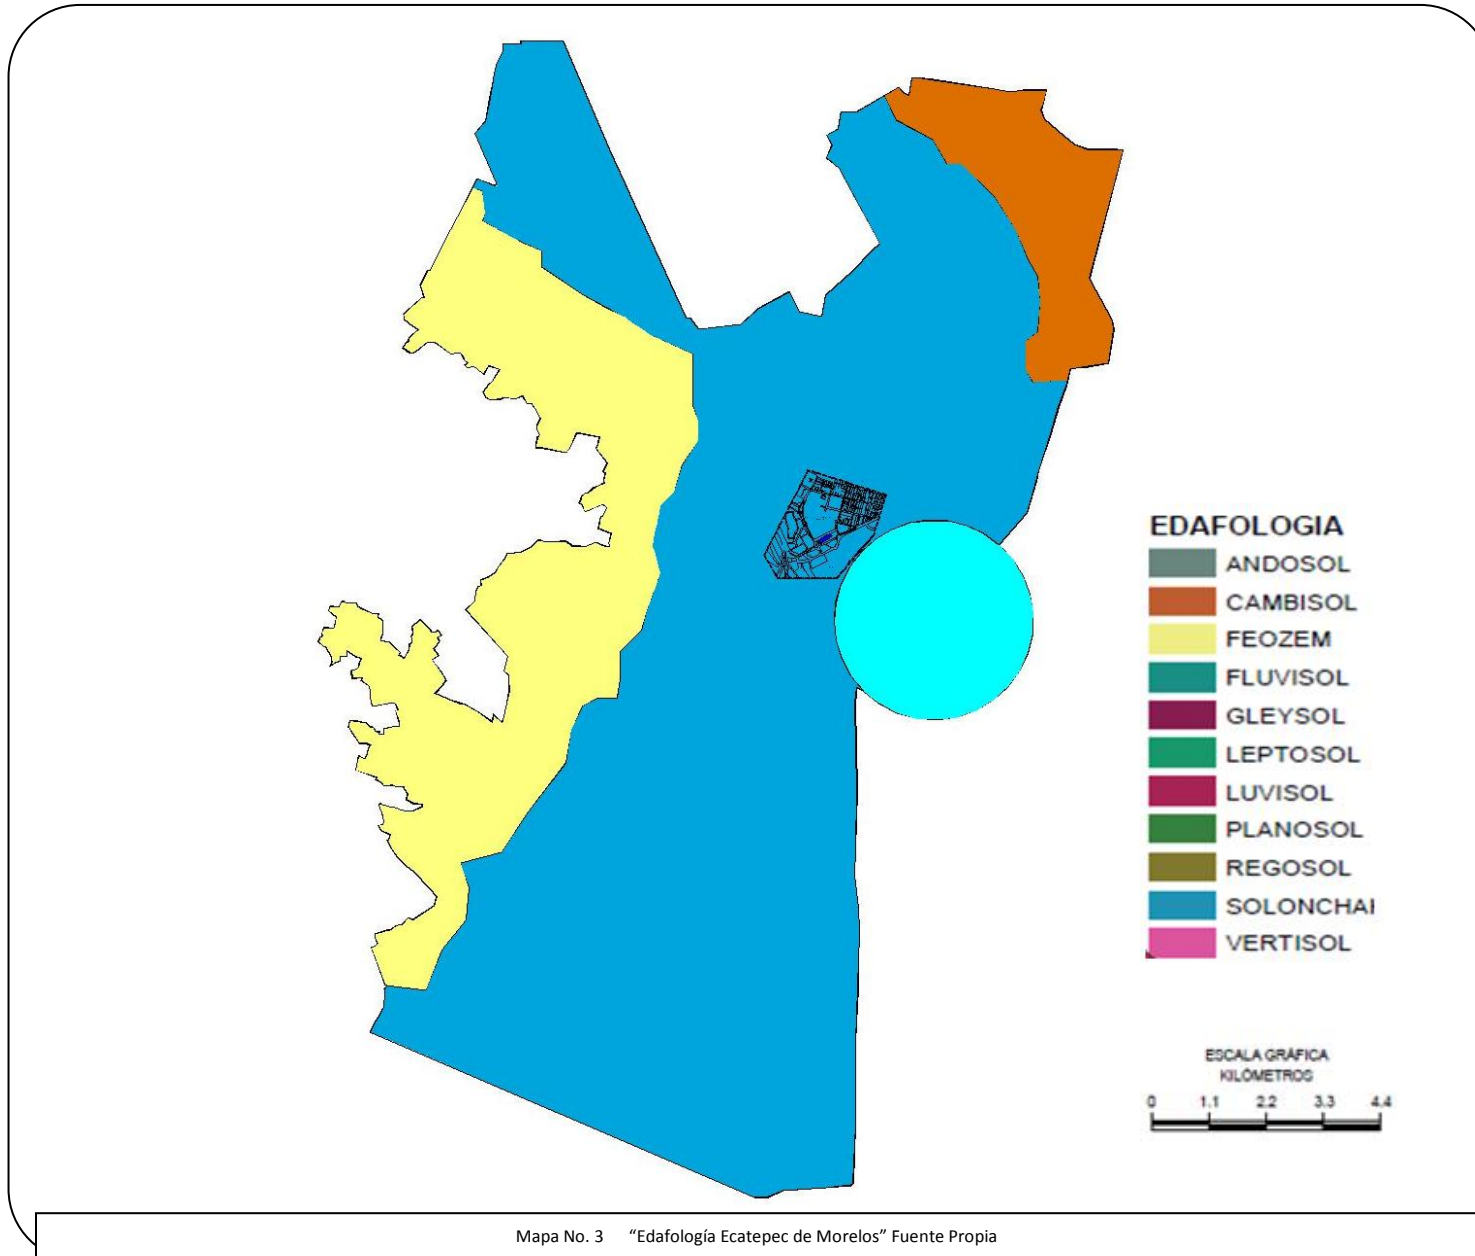 EDAFOLOGIA
ANDOSOL
CAMBISOL
FEOZEM
FLUVISOL
GLEYSOL
LEPTOSOL
LUVISOL
PLANOSOL
REGOSOL
SOLONCHAI
VERTISOL
ESCALA GRÁFICA
KILÓMETROS
0 1.1 2.2 3.3 4.4
Mapa No. 3 “Edafología Ecatepec de Morelos” Fuente Propia